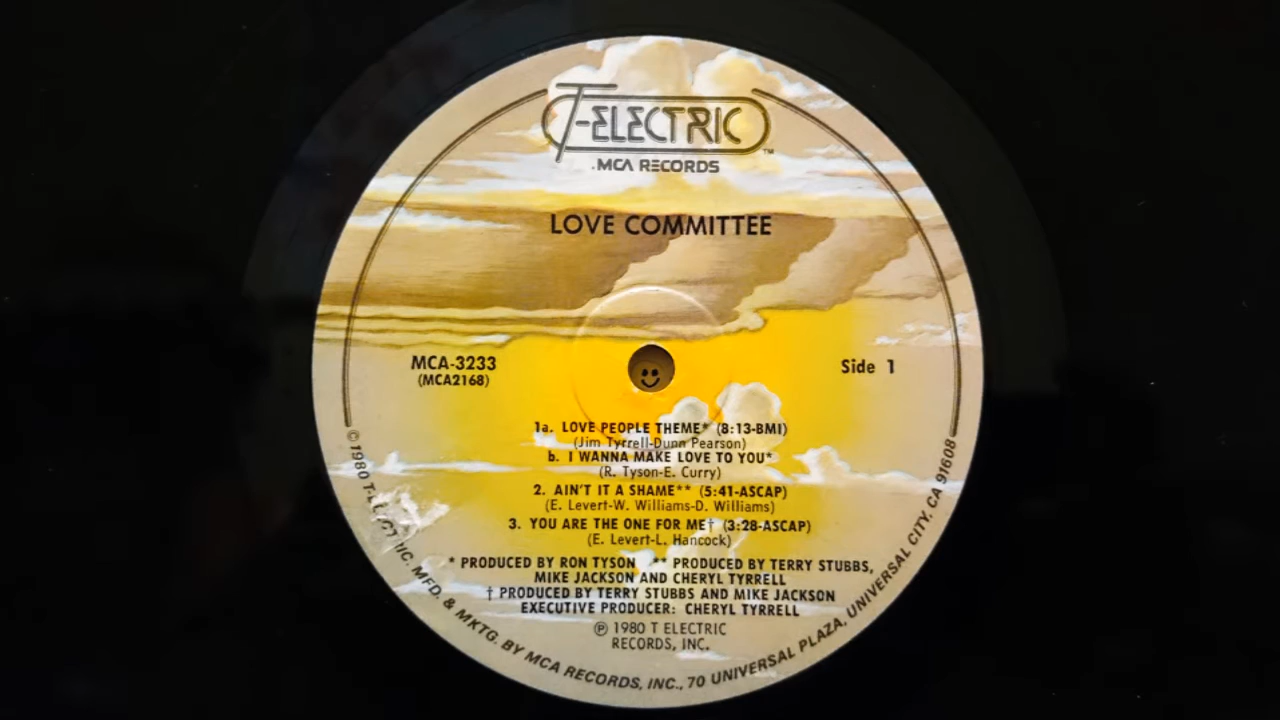 T-ELECTRIC™
MCA RECORDS
LOVE COMMITTEE
MCA-3233
(MCA2168)
Side 1
1a. LOVE PEOPLE THEME* (8:13-BMI)
(Jim Tyrrell-Dunn Pearson)
b. I WANNA MAKE LOVE TO YOU*
(R. Tyson-E. Curry)
2. AIN'T IT A SHAME** (5:41-ASCAP)
(E. Levert-W. Williams-D. Williams)
3. YOU ARE THE ONE FOR ME† (3:28-ASCAP)
(E. Levert-L. Hancock)
* PRODUCED BY RON TYSON ** PRODUCED BY TERRY STUBBS,
MIKE JACKSON AND CHERYL TYRRELL
† PRODUCED BY TERRY STUBBS AND MIKE JACKSON
EXECUTIVE PRODUCER: CHERYL TYRRELL
℗ 1980 T ELECTRIC
RECORDS, INC.
© 1980 INC. MFD. & MKTG. BY MCA RECORDS, INC., 70 UNIVERSAL PLAZA, UNIVERSAL CITY, CA 91608